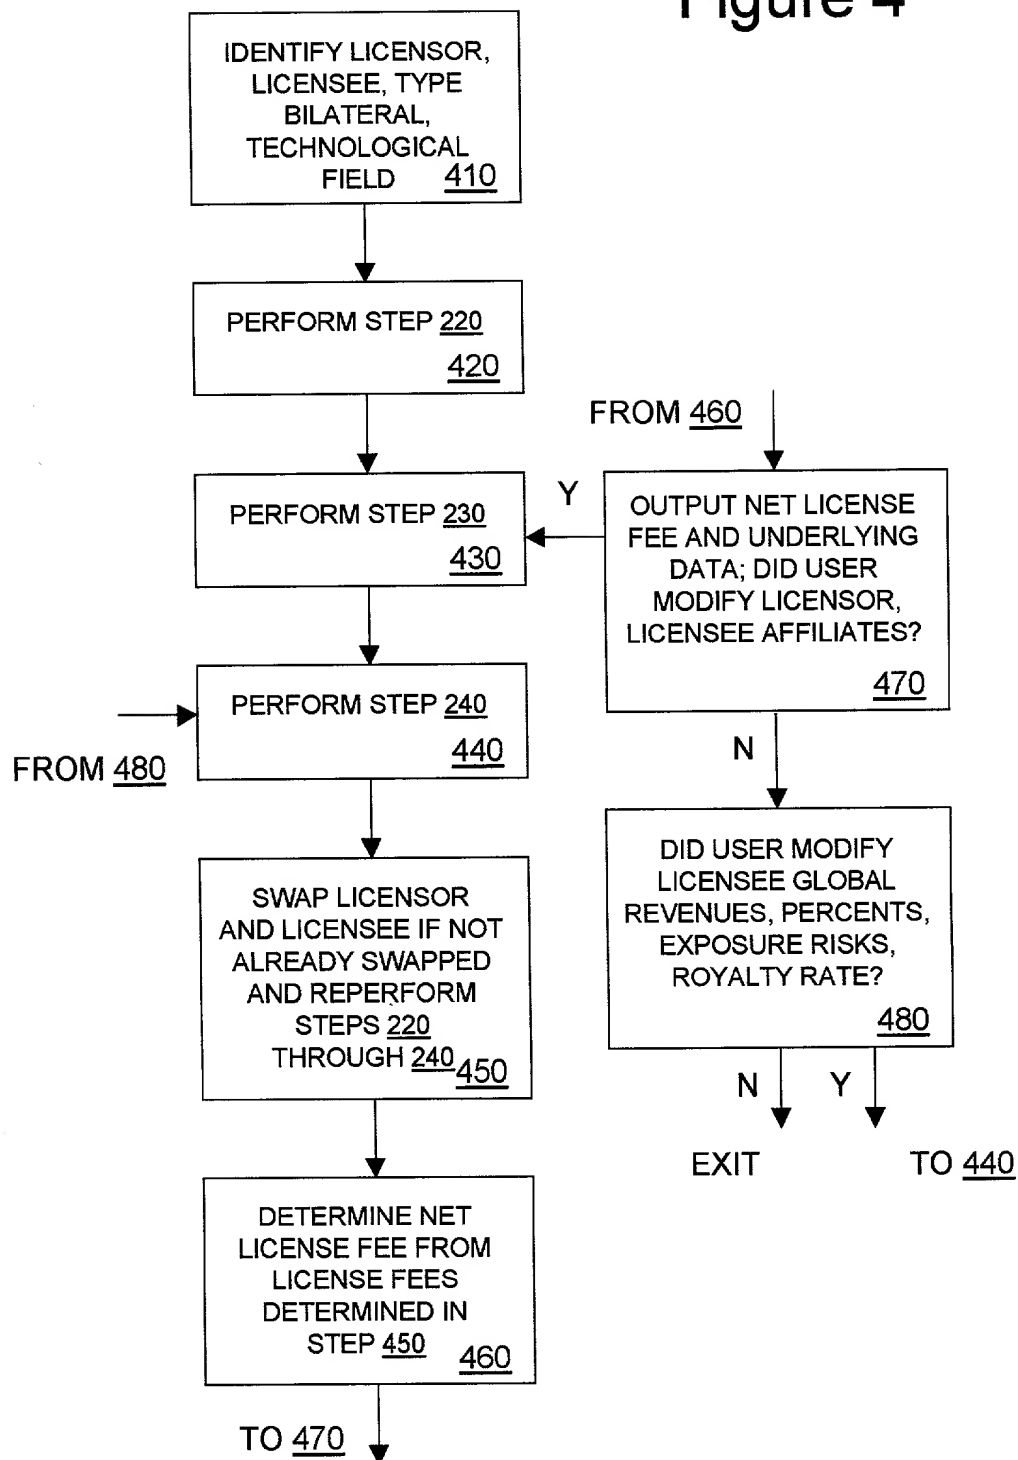 Figure 4
IDENTIFY LICENSOR,
LICENSEE, TYPE
BILATERAL,
TECHNOLOGICAL
FIELD 410
PERFORM STEP 220
420
PERFORM STEP 230
430
PERFORM STEP 240
440
FROM 480
SWAP LICENSOR
AND LICENSEE IF NOT
ALREADY SWAPPED
AND REPERFORM
STEPS 220
THROUGH 240
450
DETERMINE NET
LICENSE FEE FROM
LICENSE FEES
DETERMINED IN
STEP 450
460
TO 470
FROM 460
Y
OUTPUT NET LICENSE
FEE AND UNDERLYING
DATA; DID USER
MODIFY LICENSOR,
LICENSEE AFFILIATES?
470
N
DID USER MODIFY
LICENSEE GLOBAL
REVENUES, PERCENTS,
EXPOSURE RISKS,
ROYALTY RATE?
480
N Y
EXIT TO 440